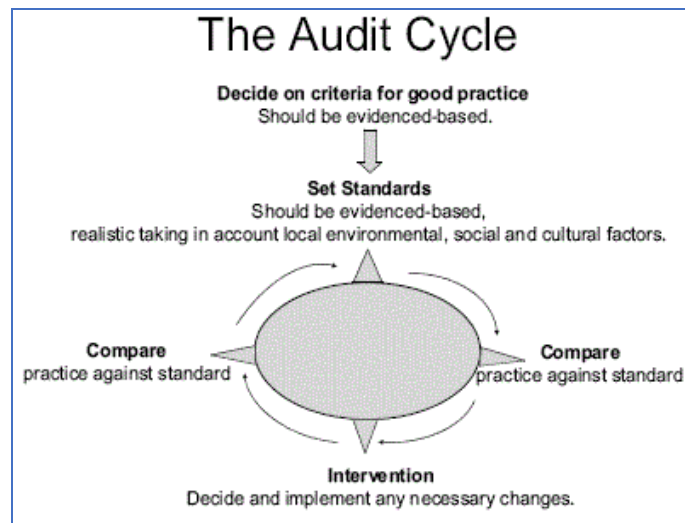 The Audit Cycle
Decide on criteria for good practice
Should be evidenced-based.
Set Standards
Should be evidenced-based,
realistic taking in account local environmental, social and cultural factors.
Compare
practice against standard
Compare
practice against standard
Intervention
Decide and implement any necessary changes.